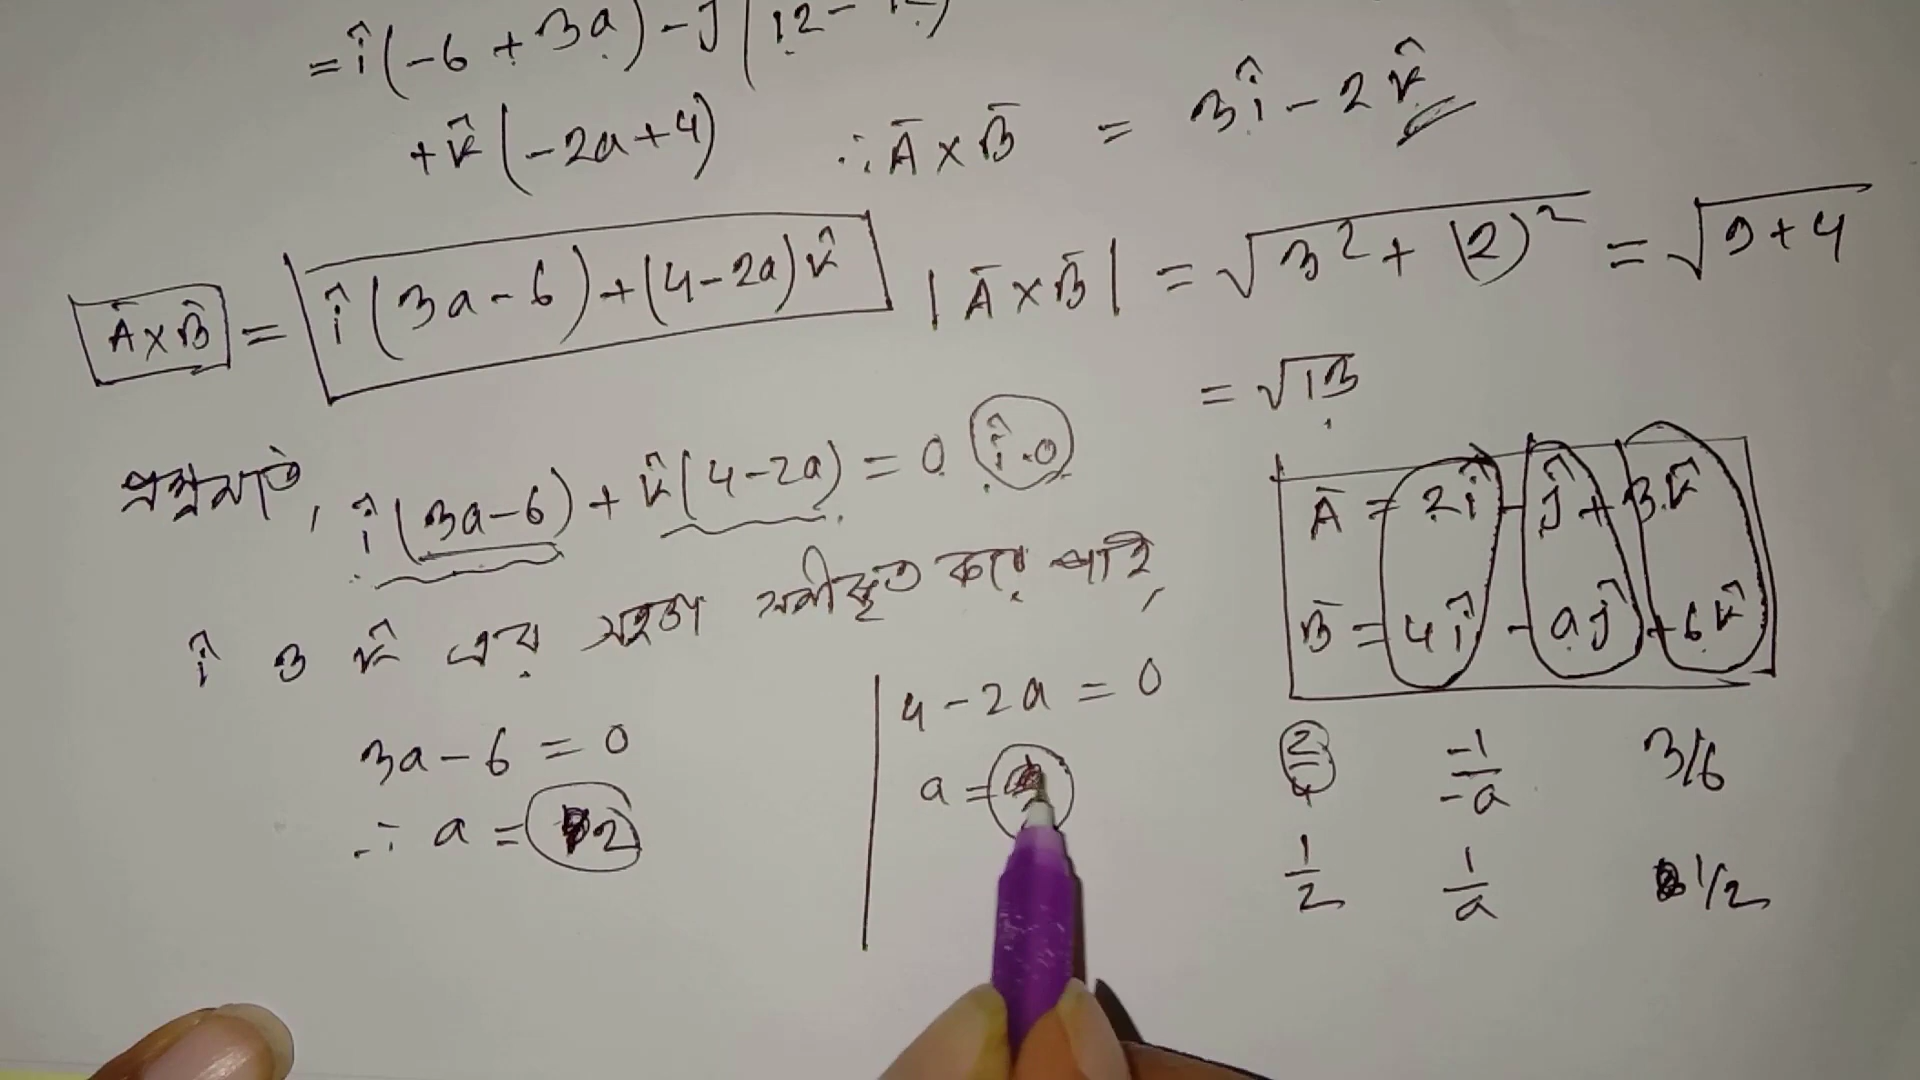 = î(-6 + 3a) - ĵ(12 -
+ k̂(-2a+4)
∴ A̅ × B̅ = 3î - 2k̂
A̅×B̅ = î(3a-6)+(4-2a)k̂
|A̅×B̅| = √3² + (2)² = √9+4
= √13
প্রশ্নমতে, î(3a-6) + k̂(4-2a) = 0 î.0
î ও k̂ এর সহগ সমীকৃত করে পাই,
3a - 6 = 0
∴ a = 2
4 - 2a = 0
a =
A̅ = 2î - ĵ + 3k̂
B̅ = 4î - aĵ + 6k̂
2/4 -1/-a 3/6
1/2 1/a 1/2